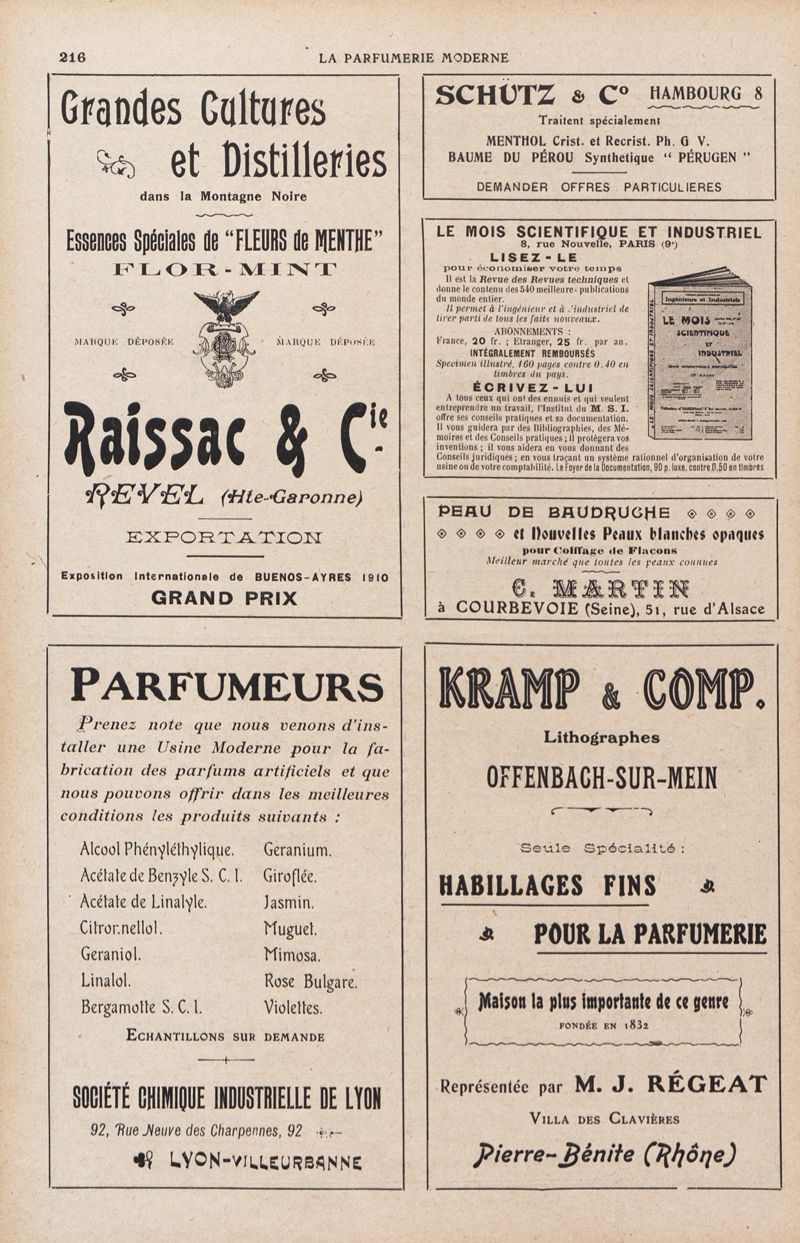 216
LA PARFUMERIE MODERNE
Grandes Cultures
et Distilleries
dans la Montagne Noire
Essences Spéciales de "FLEURS de MENTHE"
FLOR-MINT
MARQUE DÉPOSÉE
MARQUE DÉPOSÉE
Raissac & Cie
REVEL (Hte-Garonne)
EXPORTATION
Exposition Internationale de BUENOS-AYRES 1910
GRAND PRIX
SCHÜTZ & Co HAMBOURG 8
Traitent spécialement
MENTHOL Crist. et Recrist. Ph. G V.
BAUME DU PÉROU Synthetique " PÉRUGEN "
DEMANDER OFFRES PARTICULIERES
LE MOIS SCIENTIFIQUE ET INDUSTRIEL
8, rue Nouvelle, PARIS (9e)
LISEZ-LE
pour économiser votre temps
Il est la Revue des Revues techniques et
donne le contenu des 540 meilleures publications
du monde entier.
Il permet à l'ingénieur et à l'industriel de
tirer parti de tous les faits nouveaux.
ABONNEMENTS :
France, 20 fr. ; Etranger, 25 fr. par an.
INTÉGRALEMENT REMBOURSÉS
Specimen illustré, 160 pages contre 0.40 en
timbres du pays.
ÉCRIVEZ-LUI
A tous ceux qui ont des ennuis et qui veulent
entreprendre un travail, l'Institut du M. S. I.
offre ses conseils pratiques et sa documentation.
Il vous guidera par des Bibliographies, des Mé-
moires et des Conseils pratiques ; il protégera vos
inventions ; il vous aidera en vous donnant des
Conseils juridiques ; en vous traçant un système rationnel d'organisation de votre
usine ou de votre comptabilité. Le Foyer de la Documentation, 90 p. luxe. contre 0,50 en timbres
Ingénieurs et Industriels
LE MOIS
SCIENTIFIQUE
ET
INDUSTRIEL
PEAU DE BAUDRUCHE
et Nouvelles Peaux blanches opaques
pour Coiffage de Flacons
Meilleur marché que toutes les peaux connues
C. MARTIN
à COURBEVOIE (Seine), 51, rue d'Alsace
PARFUMEURS
Prenez note que nous venons d'ins-
taller une Usine Moderne pour la fa-
brication des parfums artificiels et que
nous pouvons offrir dans les meilleures
conditions les produits suivants :
Alcool Phényléthylique. Geranium.
Acétate de Benzyle S. C. I. Giroflée.
Acétate de Linalyle. Jasmin.
Citronnellol. Muguet.
Geraniol. Mimosa.
Linalol. Rose Bulgare.
Bergamotte S. C. I. Violettes.
ECHANTILLONS SUR DEMANDE
SOCIÉTÉ CHIMIQUE INDUSTRIELLE DE LYON
92, Rue Neuve des Charpennes, 92
LYON-VILLEURBANNE
KRAMP & COMP.
Lithographes
OFFENBACH-SUR-MEIN
Seule Spécialité :
HABILLAGES FINS
POUR LA PARFUMERIE
Maison la plus importante de ce genre
FONDÉE EN 1832
Représentée par M. J. RÉGEAT
VILLA DES CLAVIÈRES
Pierre-Bénite (Rhône)